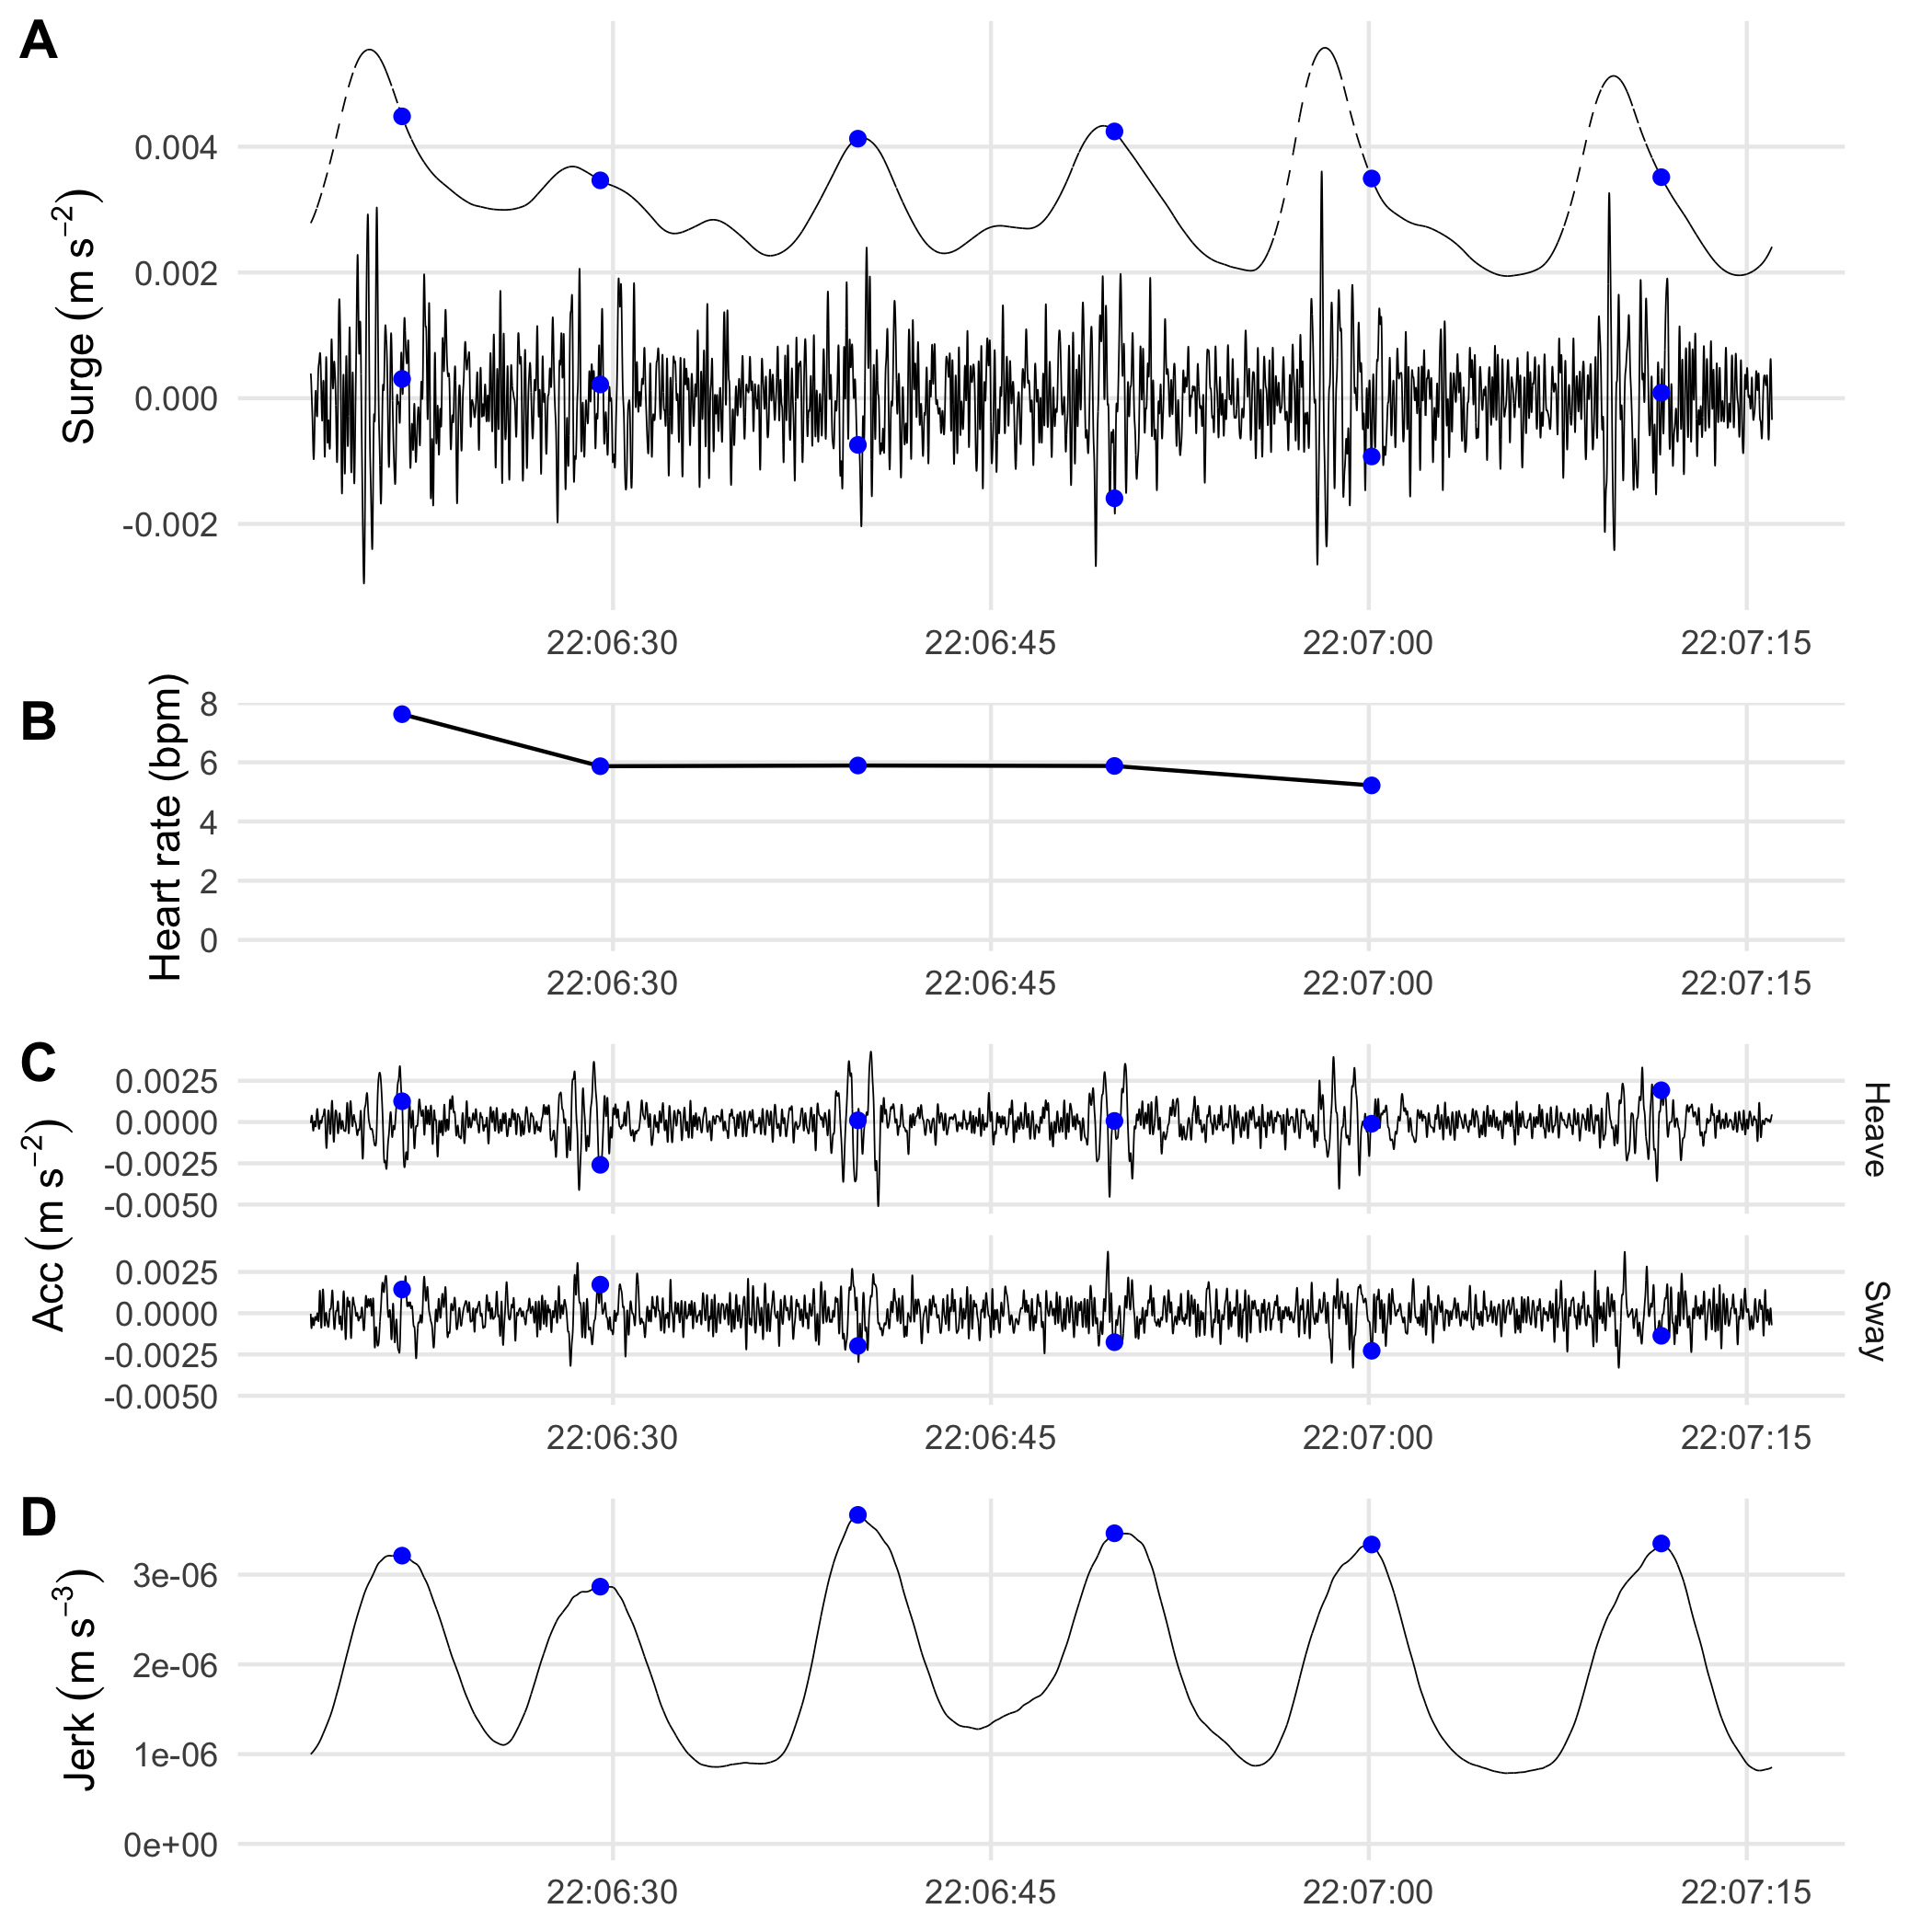 A
Surge (m s⁻²)
0.004
0.002
0.000
-0.002
22:06:30 22:06:45 22:07:00 22:07:15
B
Heart rate (bpm)
8
6
4
2
0
22:06:30 22:06:45 22:07:00 22:07:15
C
Acc (m s⁻²)
0.0025
0.0000
-0.0025
-0.0050
Heave
0.0025
0.0000
-0.0025
-0.0050
Sway
22:06:30 22:06:45 22:07:00 22:07:15
D
Jerk (m s⁻³)
3e-06
2e-06
1e-06
0e+00
22:06:30 22:06:45 22:07:00 22:07:15